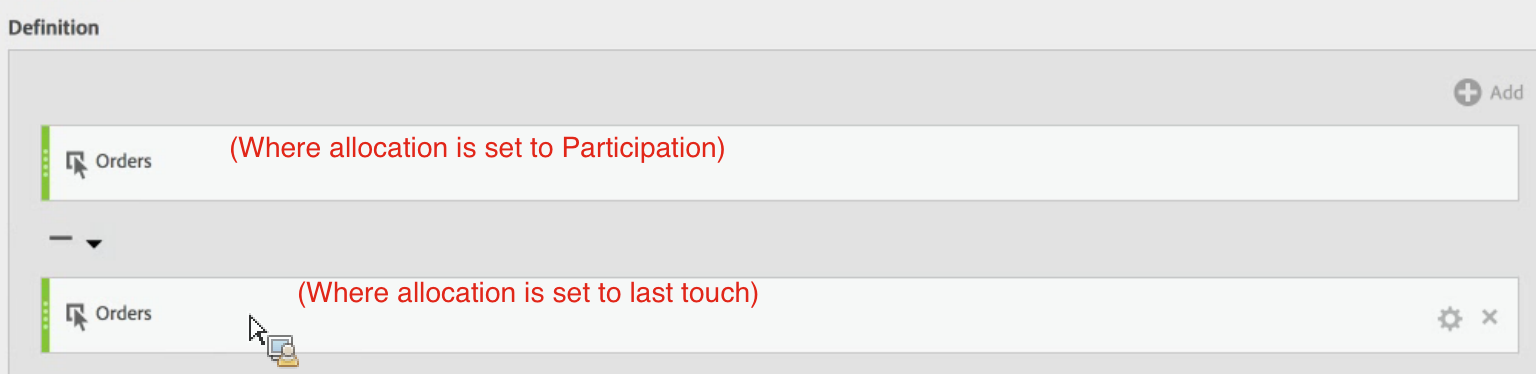 Definition
Add
Orders
(Where allocation is set to Participation)
Orders
(Where allocation is set to last touch)